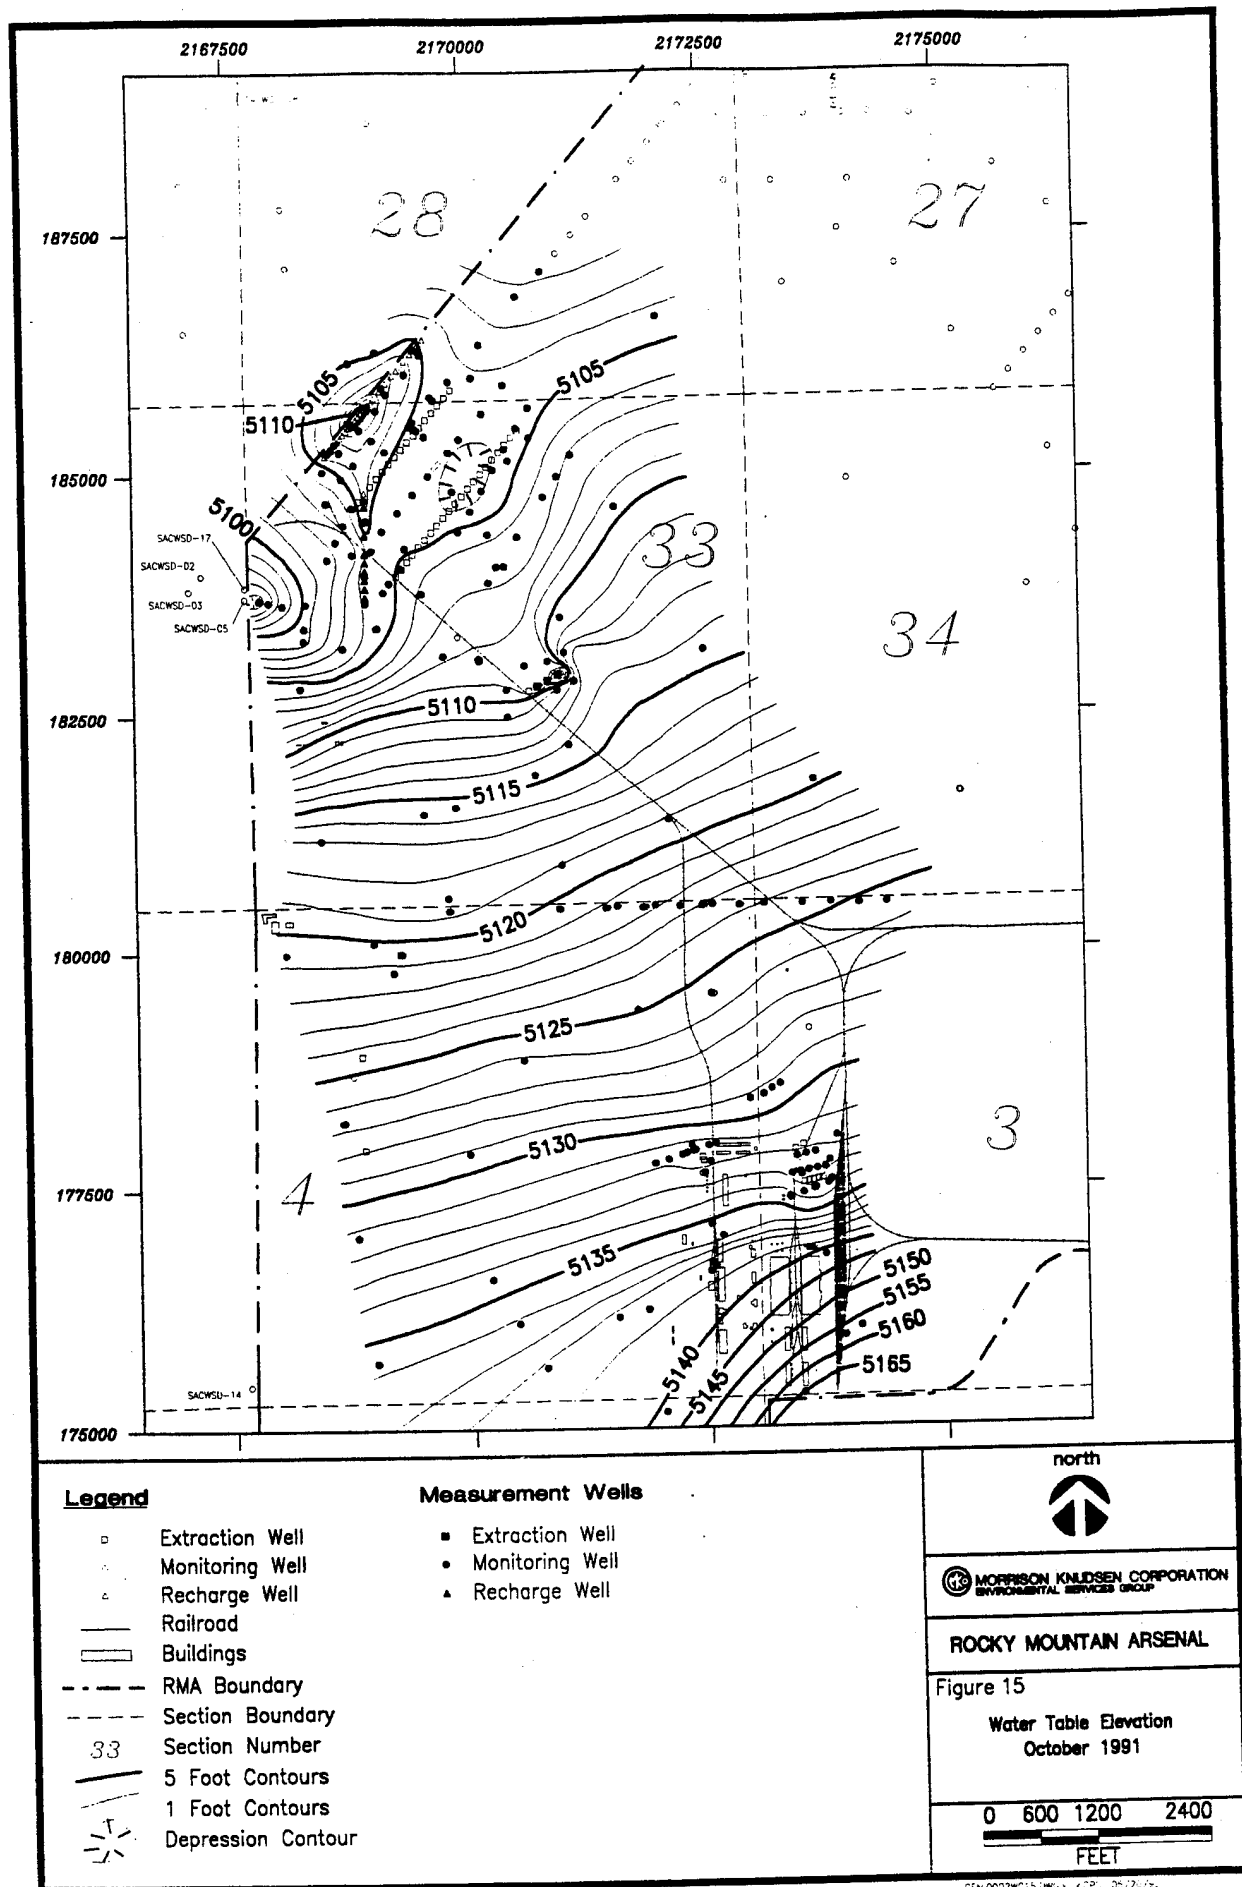 2167500
2170000
2172500
2175000
28
27
187500
5105
5105
5110
185000
5100
33
SACWSD-17
SACWSD-02
SACWSD-03
SACWSD-05
34
5110
182500
5115
5120
180000
5125
5130
3
4
177500
5135
5150
5155
5160
5165
5140
5145
SACWSD-14
175000
Legend
Extraction Well
Monitoring Well
Recharge Well
Railroad
Buildings
RMA Boundary
Section Boundary
33 Section Number
5 Foot Contours
1 Foot Contours
Depression Contour
Measurement Wells
Extraction Well
Monitoring Well
Recharge Well
north
MORRISON KNUDSEN CORPORATION
ENVIRONMENTAL SERVICES GROUP
ROCKY MOUNTAIN ARSENAL
Figure 15
Water Table Elevation
October 1991
0 600 1200 2400
FEET